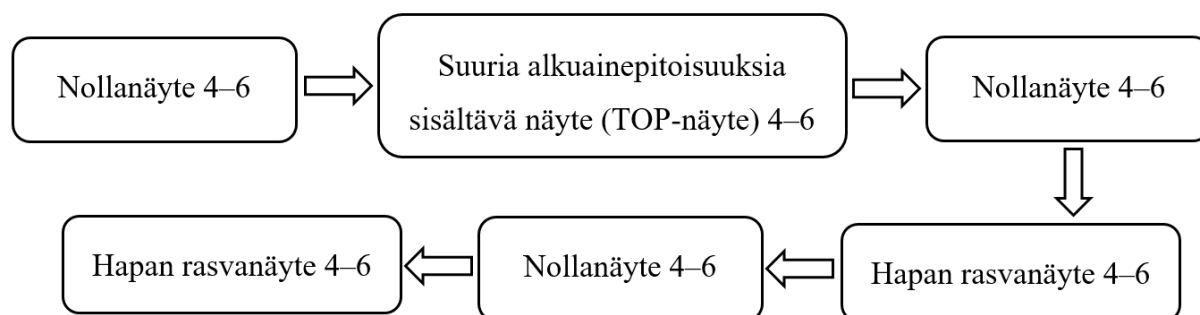 Nollanäyte 4–6
Suuria alkuainepitoisuuksia
sisältävä näyte (TOP-näyte) 4–6
Nollanäyte 4–6
Hapan rasvanäyte 4–6
Nollanäyte 4–6
Hapan rasvanäyte 4–6